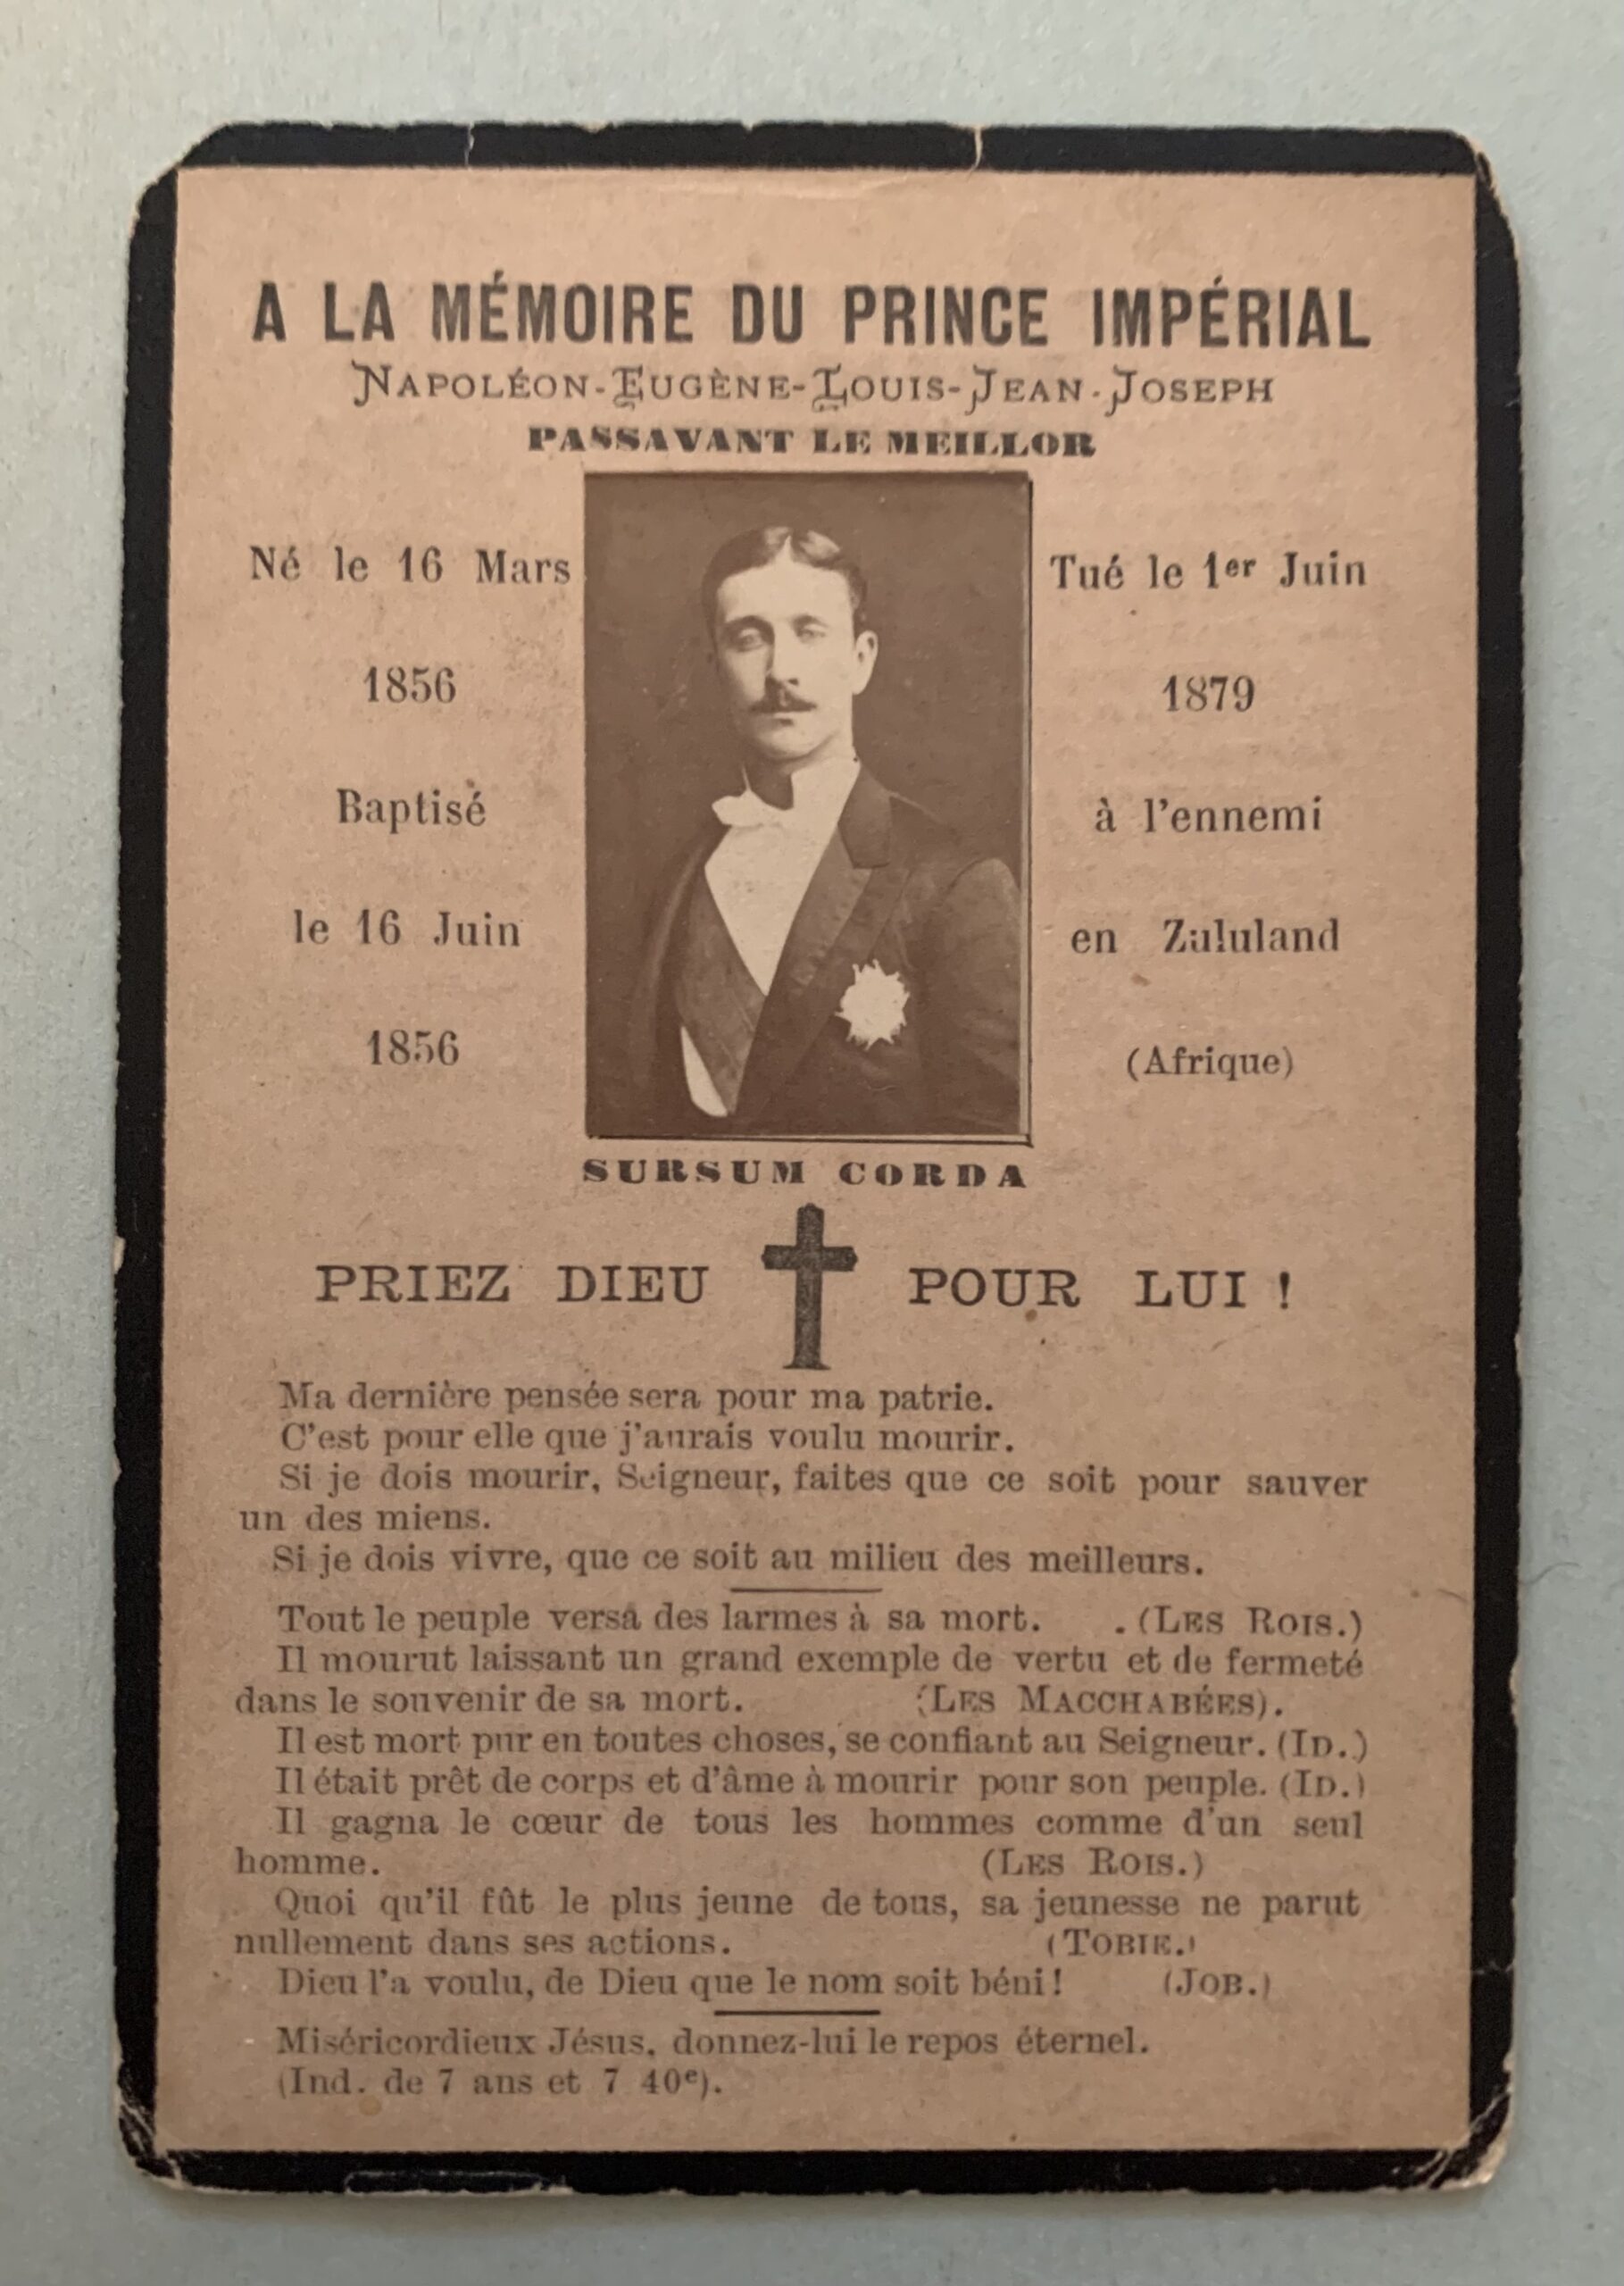 A LA MÉMOIRE DU PRINCE IMPÉRIAL
NAPOLÉON-EUGÈNE-LOUIS-JEAN-JOSEPH
PASSAVANT LE MEILLOR
Né le 16 Mars
1856
Baptisé
le 16 Juin
1856
Tué le 1er Juin
1879
à l'ennemi
en Zululand
(Afrique)
SURSUM CORDA
PRIEZ DIEU POUR LUI !
Ma dernière pensée sera pour ma patrie.
C'est pour elle que j'aurais voulu mourir.
Si je dois mourir, Seigneur, faites que ce soit pour sauver
un des miens.
Si je dois vivre, que ce soit au milieu des meilleurs.
Tout le peuple versa des larmes à sa mort. . (LES ROIS.)
Il mourut laissant un grand exemple de vertu et de fermeté
dans le souvenir de sa mort. (LES MACCHABÉES).
Il est mort pur en toutes choses, se confiant au Seigneur. (ID.)
Il était prêt de corps et d'âme à mourir pour son peuple. (ID.)
Il gagna le cœur de tous les hommes comme d'un seul
homme. (LES ROIS.)
Quoi qu'il fût le plus jeune de tous, sa jeunesse ne parut
nullement dans ses actions. (TOBIE.)
Dieu l'a voulu, de Dieu que le nom soit béni ! (JOB.)
Miséricordieux Jésus, donnez-lui le repos éternel.
(Ind. de 7 ans et 7 40e).